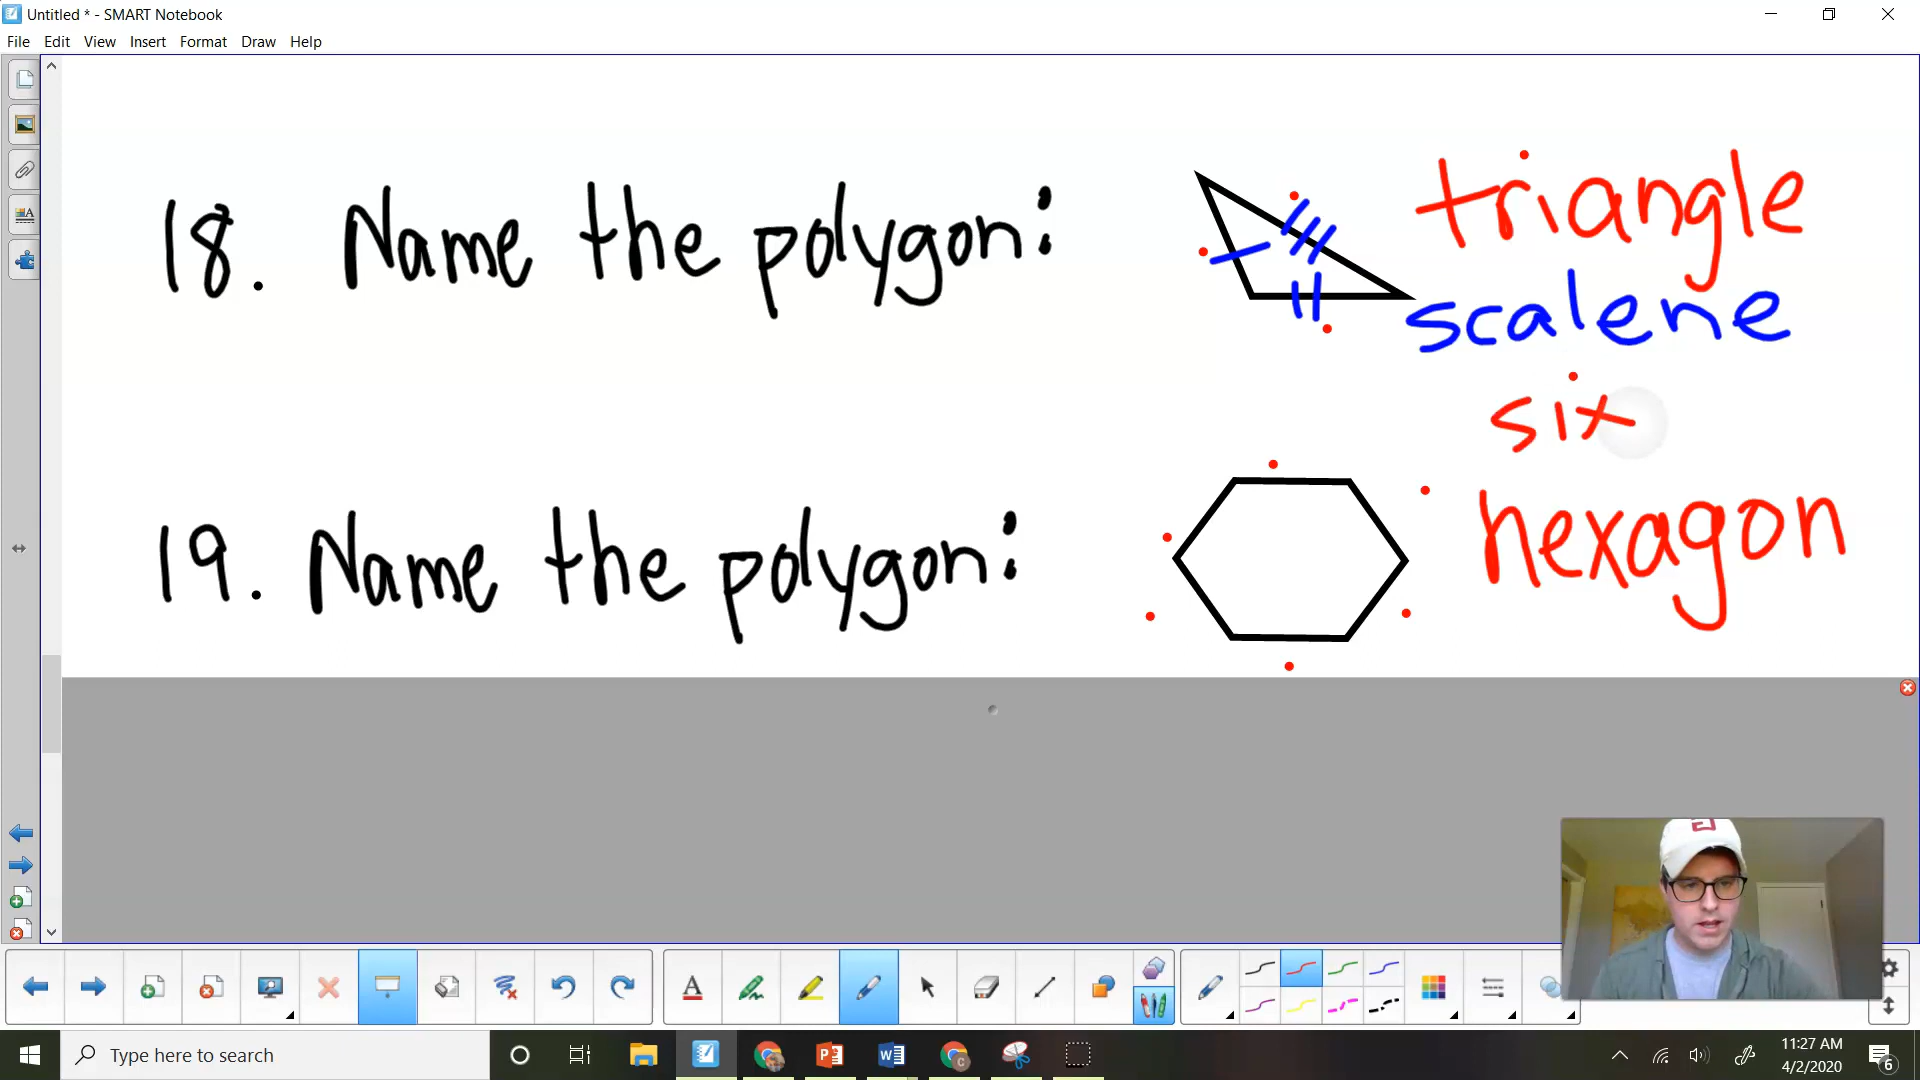 Untitled * - SMART Notebook
File Edit View Insert Format Draw Help
18. Name the polygon:
triangle
scalene
six
19. Name the polygon:
hexagon
A
Type here to search
11:27 AM
4/2/2020
6